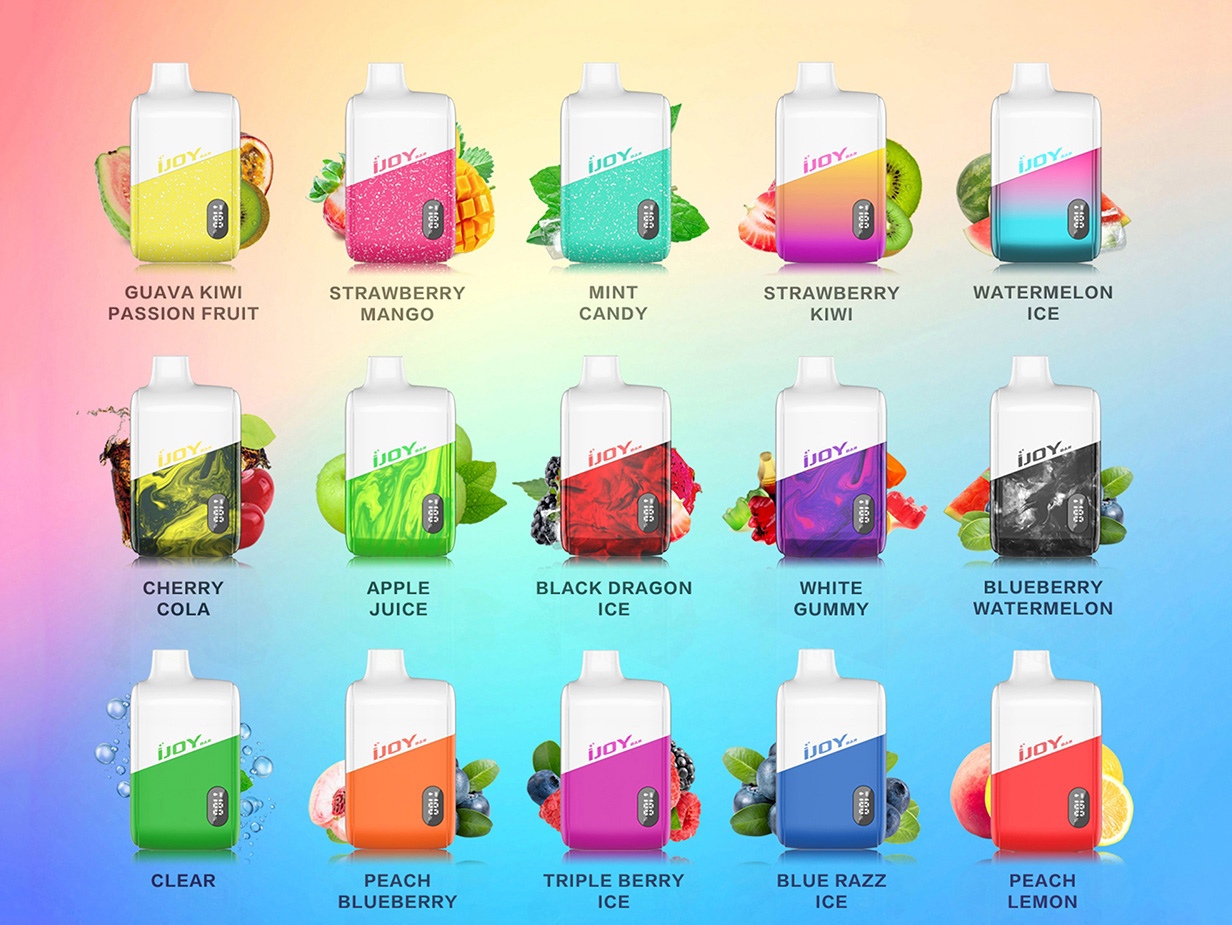 iJOY BAR
iJOY BAR
iJOY BAR
iJOY BAR
iJOY BAR
GUAVA KIWI
PASSION FRUIT
STRAWBERRY
MANGO
MINT
CANDY
STRAWBERRY
KIWI
WATERMELON
ICE
iJOY BAR
iJOY BAR
iJOY BAR
iJOY BAR
iJOY BAR
CHERRY
COLA
APPLE
JUICE
BLACK DRAGON
ICE
WHITE
GUMMY
BLUEBERRY
WATERMELON
iJOY BAR
iJOY BAR
iJOY BAR
iJOY BAR
iJOY BAR
CLEAR
PEACH
BLUEBERRY
TRIPLE BERRY
ICE
BLUE RAZZ
ICE
PEACH
LEMON